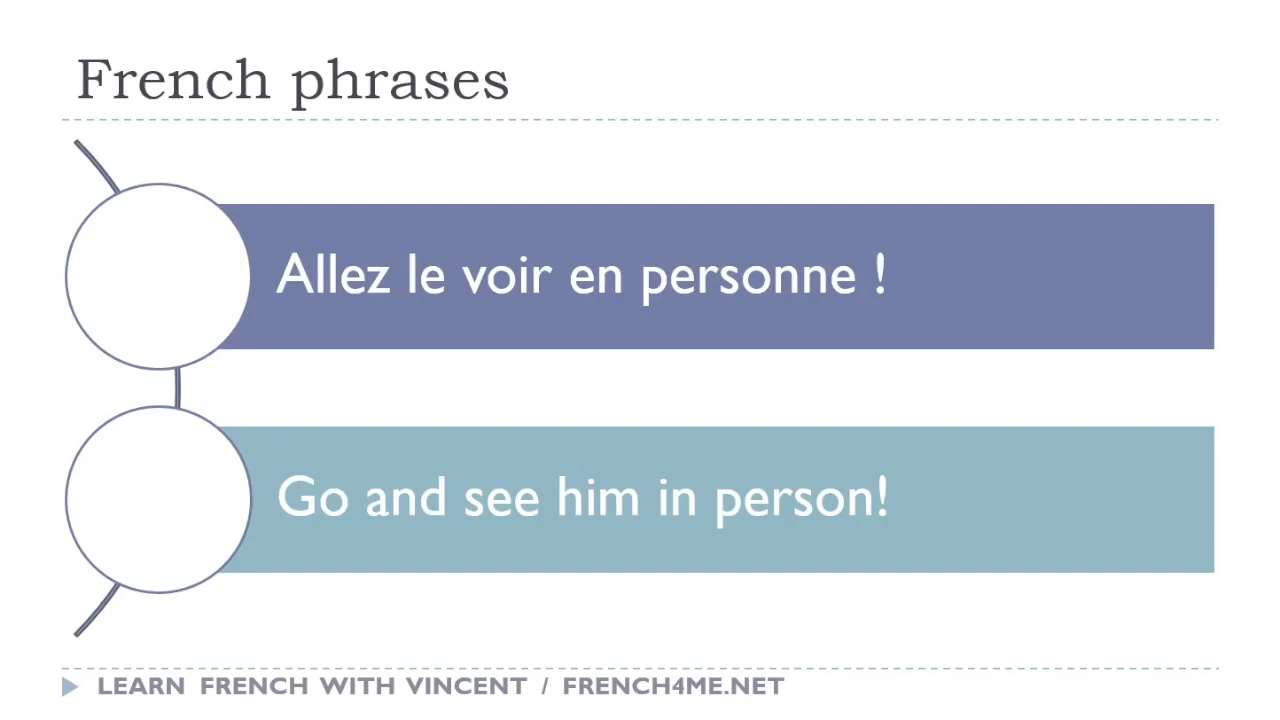 French phrases
Allez le voir en personne !
Go and see him in person!
LEARN FRENCH WITH VINCENT / FRENCH4ME.NET